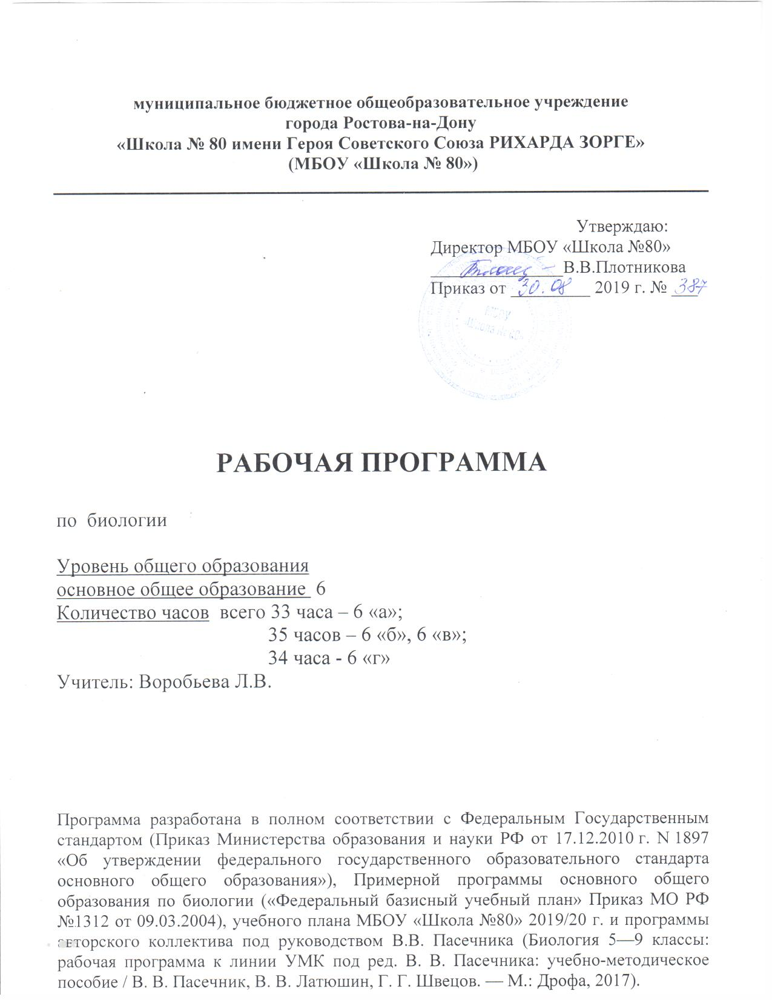 муниципальное бюджетное общеобразовательное учреждение
города Ростова-на-Дону
«Школа № 80 имени Героя Советского Союза РИХАРДА ЗОРГЕ»
(МБОУ «Школа № 80»)
Утверждаю:
Директор МБОУ «Школа №80»
_______________В.В.Плотникова
Приказ от 30.08 2019 г. № 387
МБОУ
«Школа № 80»
РАБОЧАЯ ПРОГРАММА
по биологии
Уровень общего образования
основное общее образование 6
Количество часов всего 33 часа – 6 «а»;
35 часов – 6 «б», 6 «в»;
34 часа - 6 «г»
Учитель: Воробьева Л.В.
Программа разработана в полном соответствии с Федеральным Государственным
стандартом (Приказ Министерства образования и науки РФ от 17.12.2010 г. N 1897
«Об утверждении федерального государственного образовательного стандарта
основного общего образования»), Примерной программы основного общего
образования по биологии («Федеральный базисный учебный план» Приказ МО РФ
№1312 от 09.03.2004), учебного плана МБОУ «Школа №80» 2019/20 г. и программы
авторского коллектива под руководством В.В. Пасечника (Биология 5—9 классы:
рабочая программа к линии УМК под ред. В. В. Пасечника: учебно-методическое
пособие / В. В. Пасечник, В. В. Латюшин, Г. Г. Швецов. — М.: Дрофа, 2017).